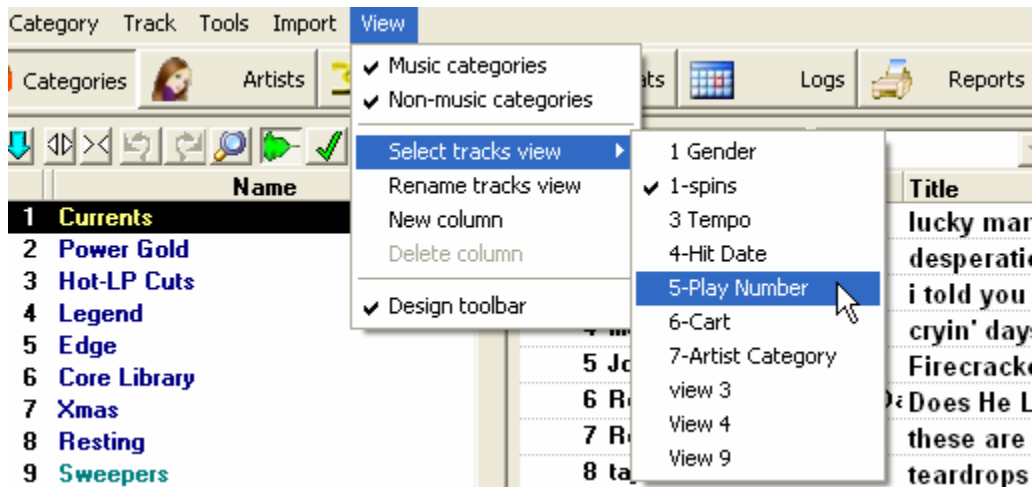 Category Track Tools Import View
Categories Artists Logs Reports
Music categories
Non-music categories
Select tracks view
Rename tracks view
New column
Delete column
Design toolbar
1 Gender
1-spins
3 Tempo
4-Hit Date
5-Play Number
6-Cart
7-Artist Category
view 3
View 4
View 9
Name
1 Currents
2 Power Gold
3 Hot-LP Cuts
4 Legend
5 Edge
6 Core Library
7 Xmas
8 Resting
9 Sweepers
Title
lucky mar
desperati
i told you
cryin' days
5 Jo Firecracke
6 R Does He L
7 R these are
8 ta teardrops